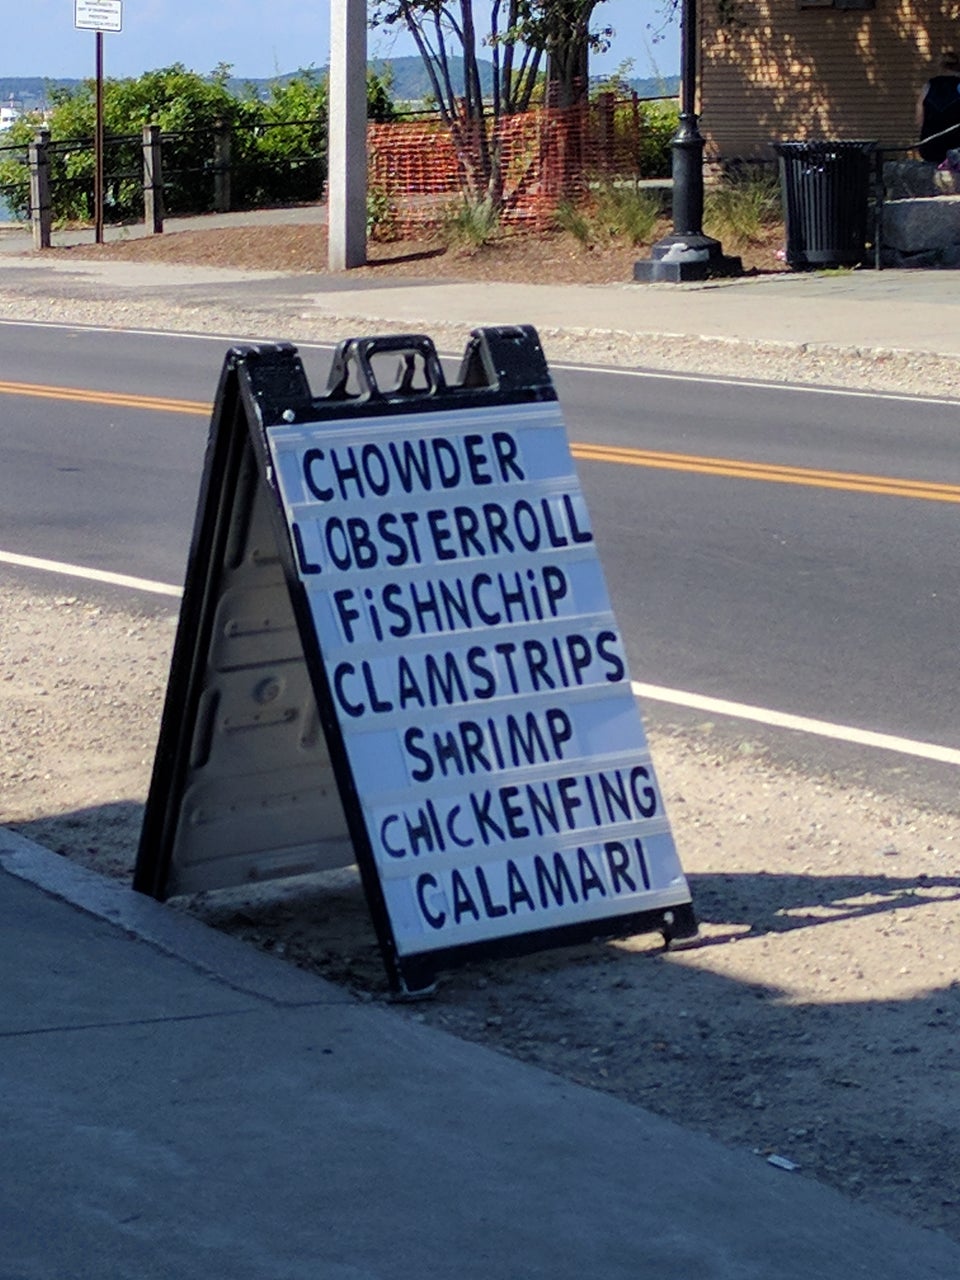 CHOWDER
LOBSTERROLL
FiSHNCHiP
CLAMSTRIPS
SHRIMP
CHICKENFING
CALAMARI